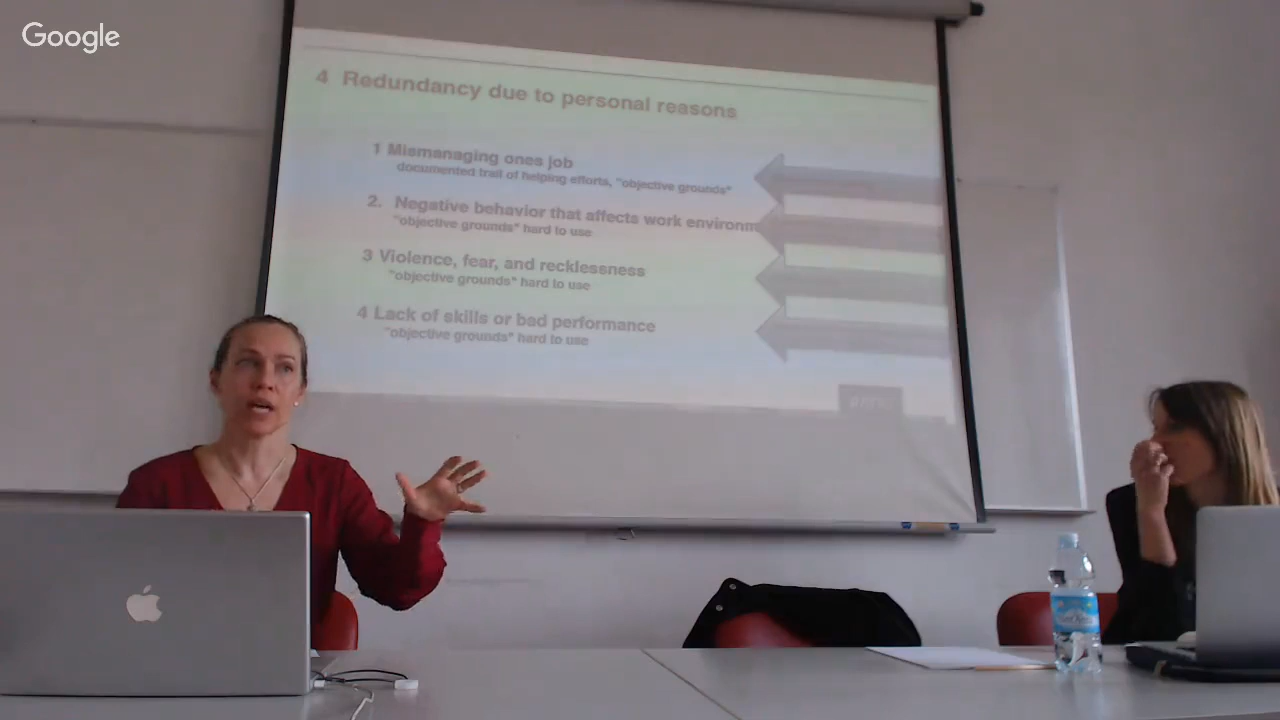 Google
4 Redundancy due to personal reasons
1 Mismanaging ones job
documented trail of helping efforts, "objective grounds"
2. Negative behavior that affects work environm
"objective grounds" hard to use
3 Violence, fear, and recklessness
"objective grounds" hard to use
4 Lack of skills or bad performance
"objective grounds" hard to use